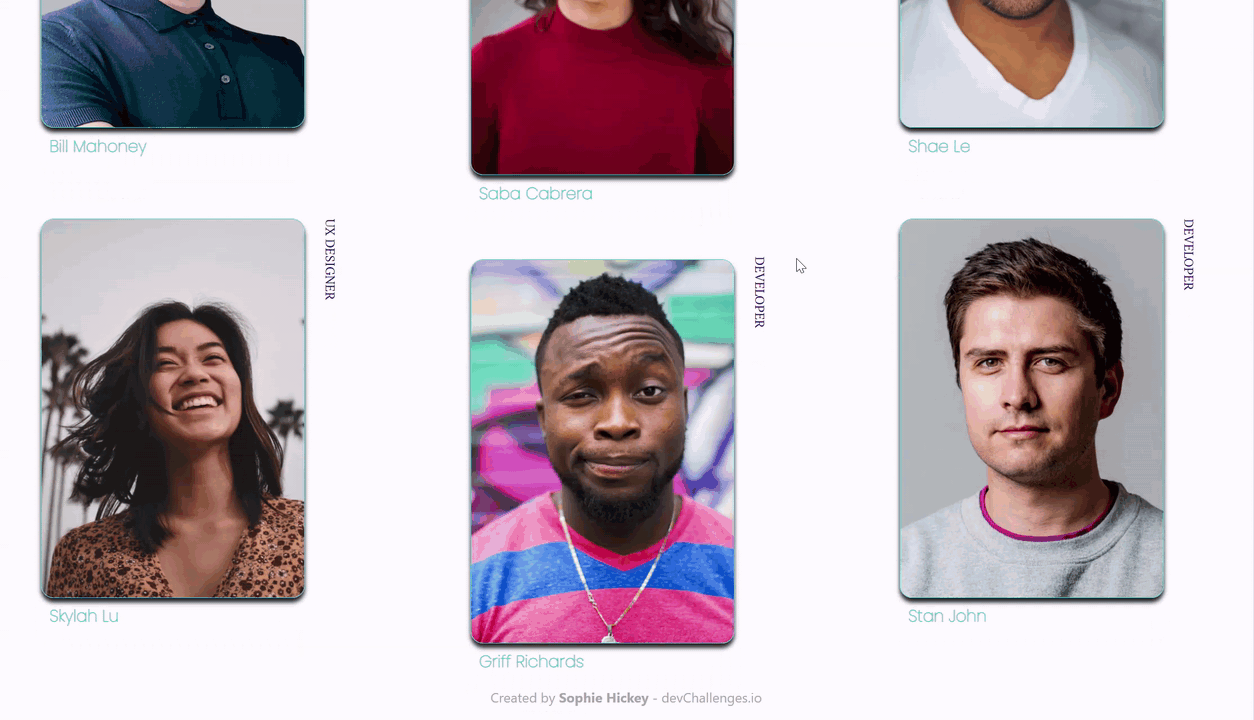 Bill Mahoney
Saba Cabrera
Shae Le
UX DESIGNER
Skylah Lu
DEVELOPER
Griff Richards
DEVELOPER
Stan John
Created by Sophie Hickey - devChallenges.io